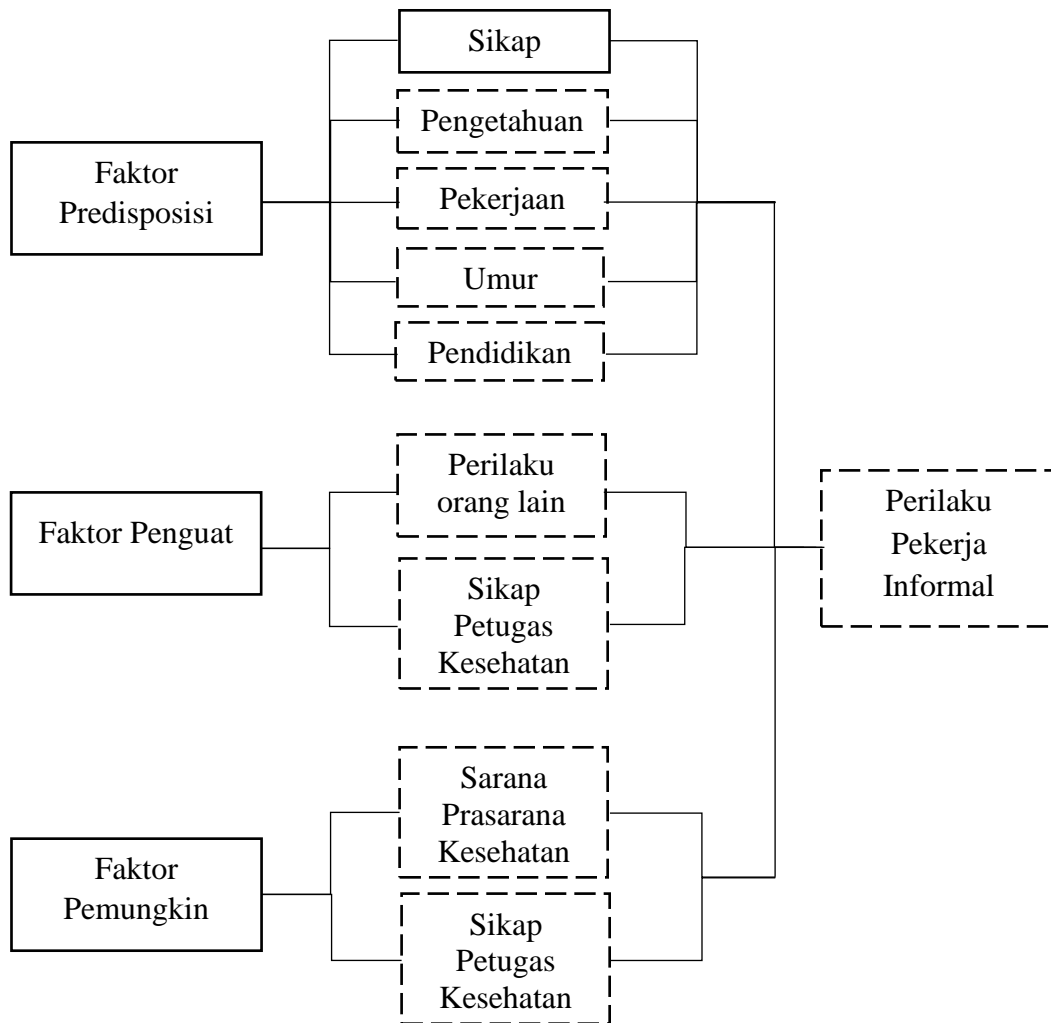 Sikap
Pengetahuan
Faktor
Predisposisi
Pekerjaan
Umur
Pendidikan
Perilaku
orang lain
Faktor Penguat
Sikap
Petugas
Kesehatan
Perilaku
Pekerja
Informal
Sarana
Prasarana
Kesehatan
Faktor
Pemungkin
Sikap
Petugas
Kesehatan